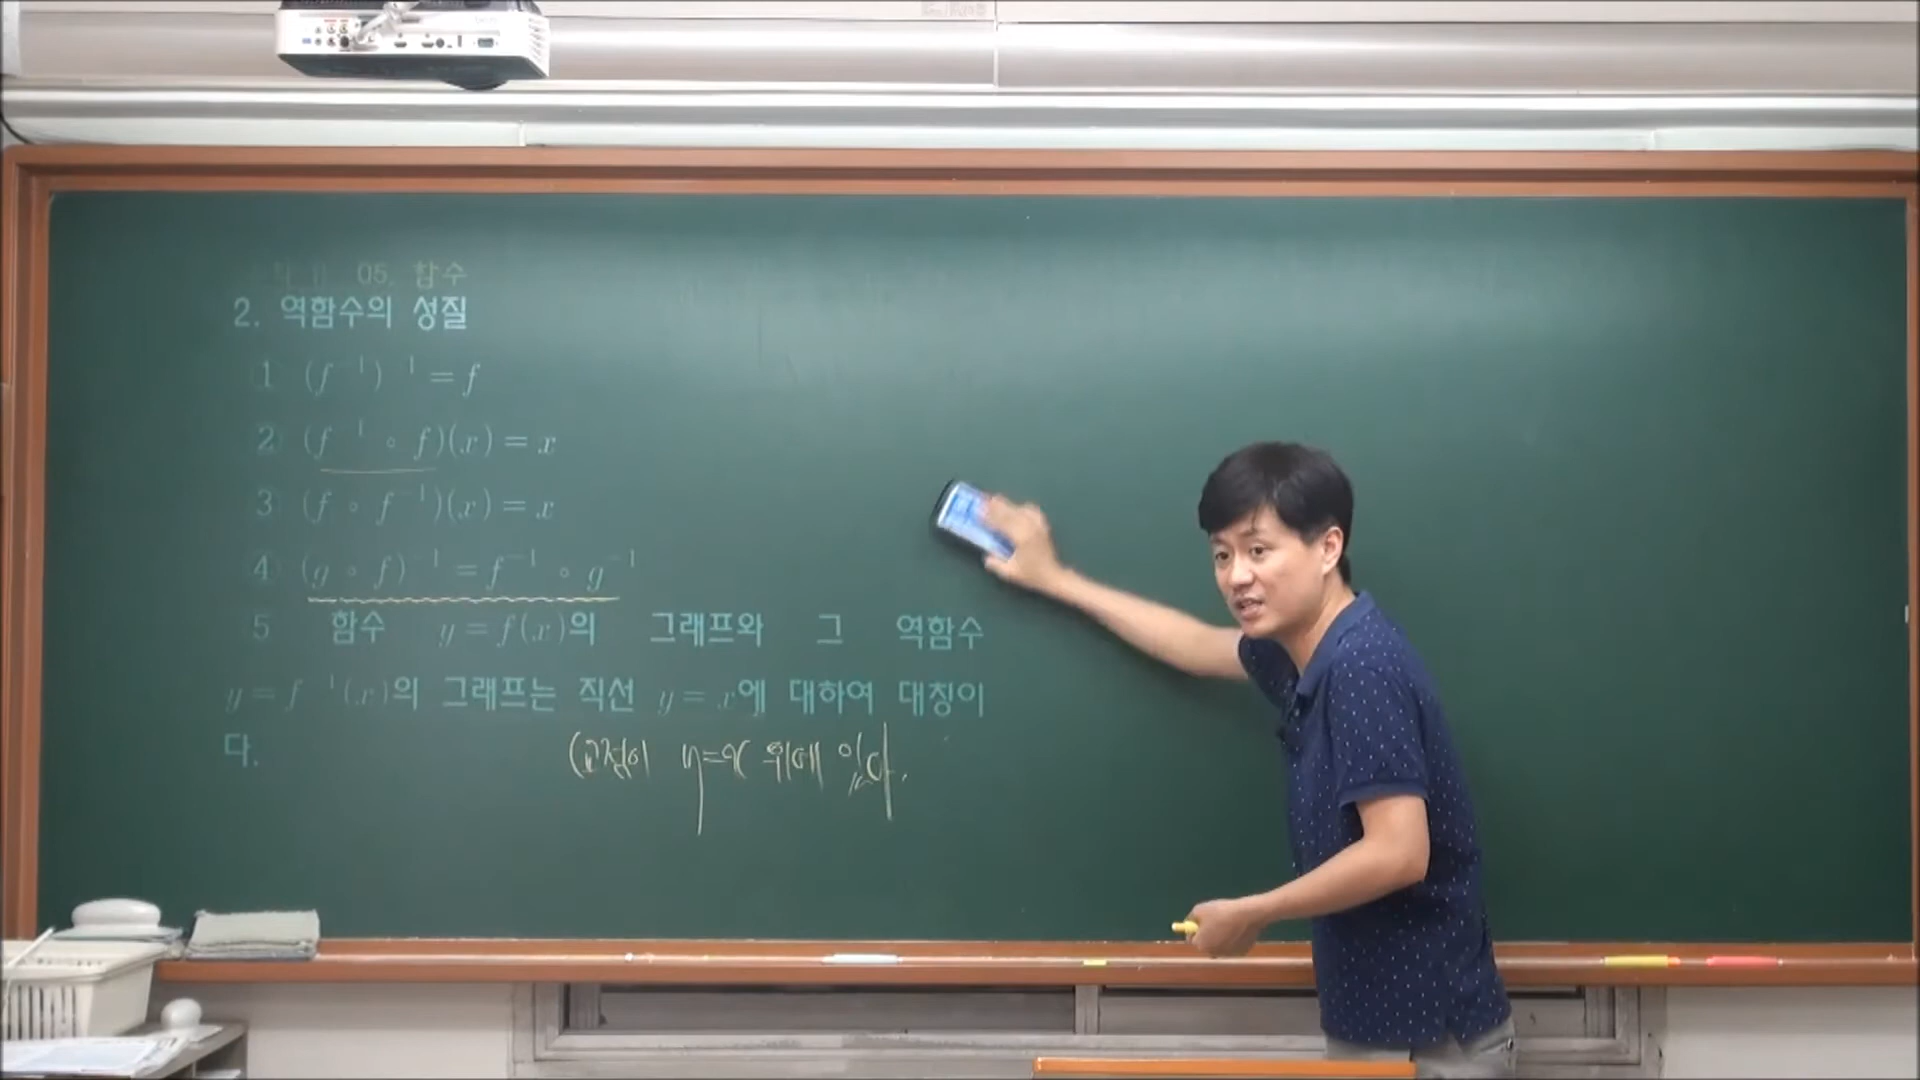 05. 함수
2. 역함수의 성질
① (f⁻¹)⁻¹ = f
② (f⁻¹ ∘ f)(x) = x
③ (f ∘ f⁻¹)(x) = x
④ (g ∘ f)⁻¹ = f⁻¹ ∘ g⁻¹
⑤ 함수 y = f(x)의 그래프와 그 역함수
y = f⁻¹(x)의 그래프는 직선 y = x에 대하여 대칭이
다.
(교점이 y=x 위에 있다.